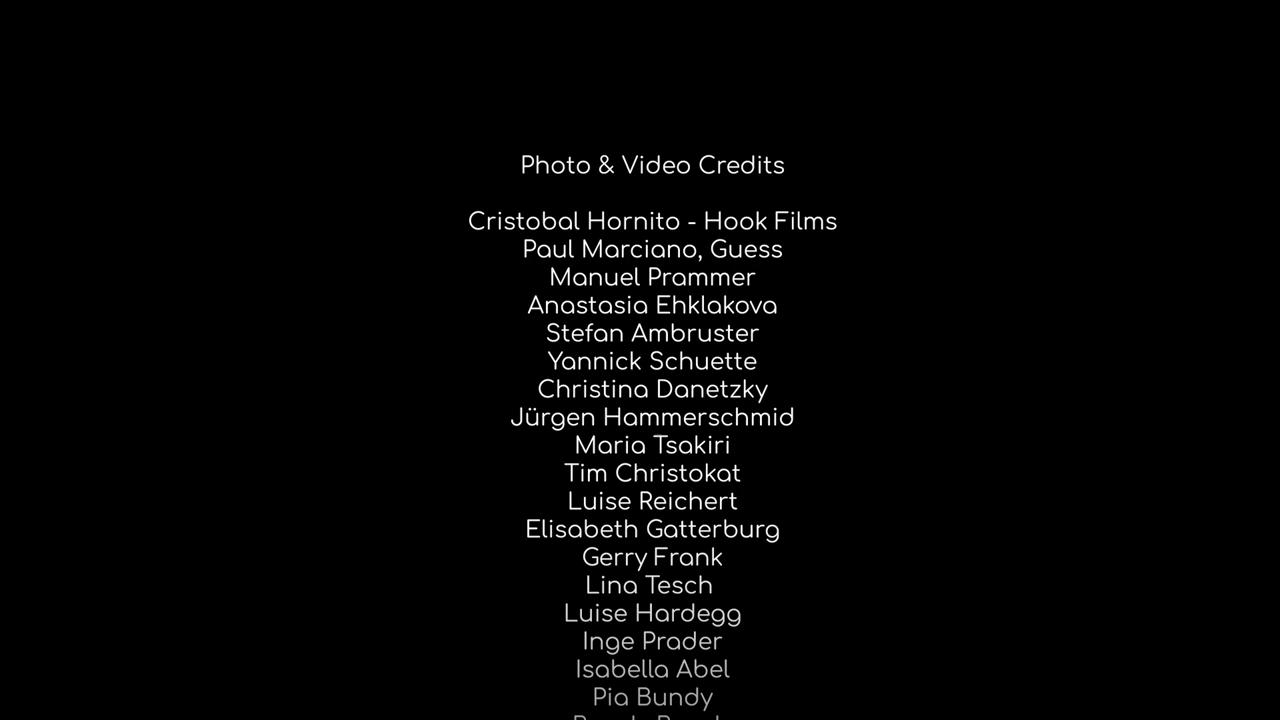 Photo & Video Credits
Cristobal Hornito - Hook Films
Paul Marciano, Guess
Manuel Prammer
Anastasia Ehklakova
Stefan Ambruster
Yannick Schuette
Christina Danetzky
Jürgen Hammerschmid
Maria Tsakiri
Tim Christokat
Luise Reichert
Elisabeth Gatterburg
Gerry Frank
Lina Tesch
Luise Hardegg
Inge Prader
Isabella Abel
Pia Bundy